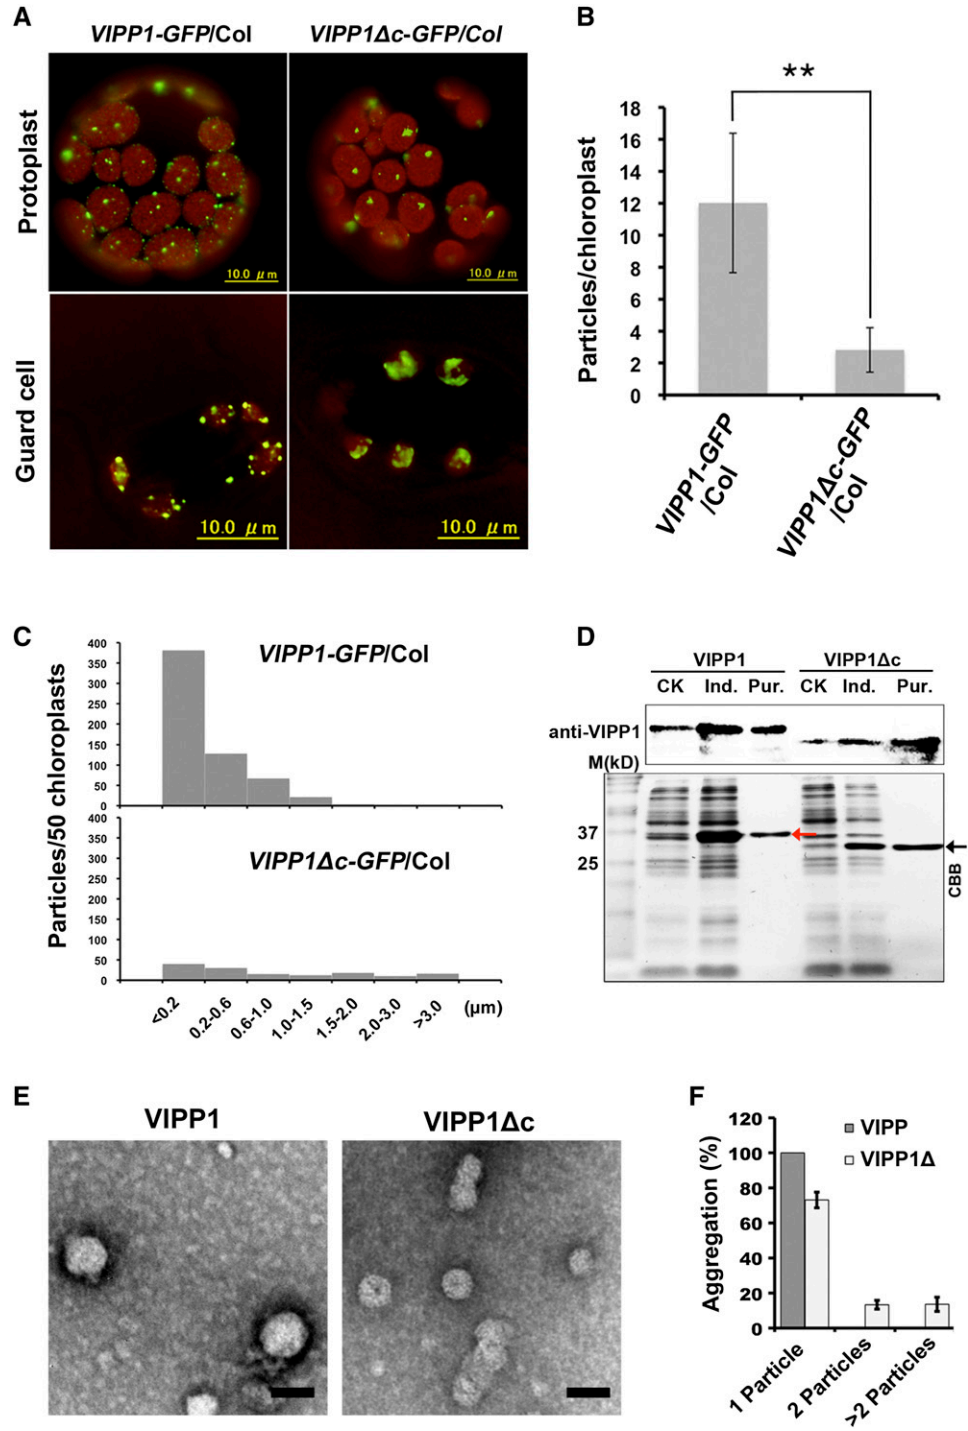 A
VIPP1-GFP/Col
VIPP1Δc-GFP/Col
Protoplast
10.0 μm
10.0 μm
Guard cell
10.0 μm
10.0 μm
B
**
Particles/chloroplast
18
16
14
12
10
8
6
4
2
0
VIPP1-GFP
/Col
VIPP1Δc-GFP
/Col
C
Particles/50 chloroplasts
VIPP1-GFP/Col
400
350
300
250
200
150
100
50
0
VIPP1Δc-GFP/Col
400
350
300
250
200
150
100
50
0
<0.2
0.2-0.6
0.6-1.0
1.0-1.5
1.5-2.0
2.0-3.0
>3.0
(μm)
D
VIPP1
VIPP1Δc
CK Ind. Pur. CK Ind. Pur.
anti-VIPP1
M(kD)
37
25
CBB
E
VIPP1
VIPP1Δc
F
Aggregation (%)
120
100
80
60
40
20
0
VIPP
VIPP1Δ
1 Particle
2 Particles
>2 Particles